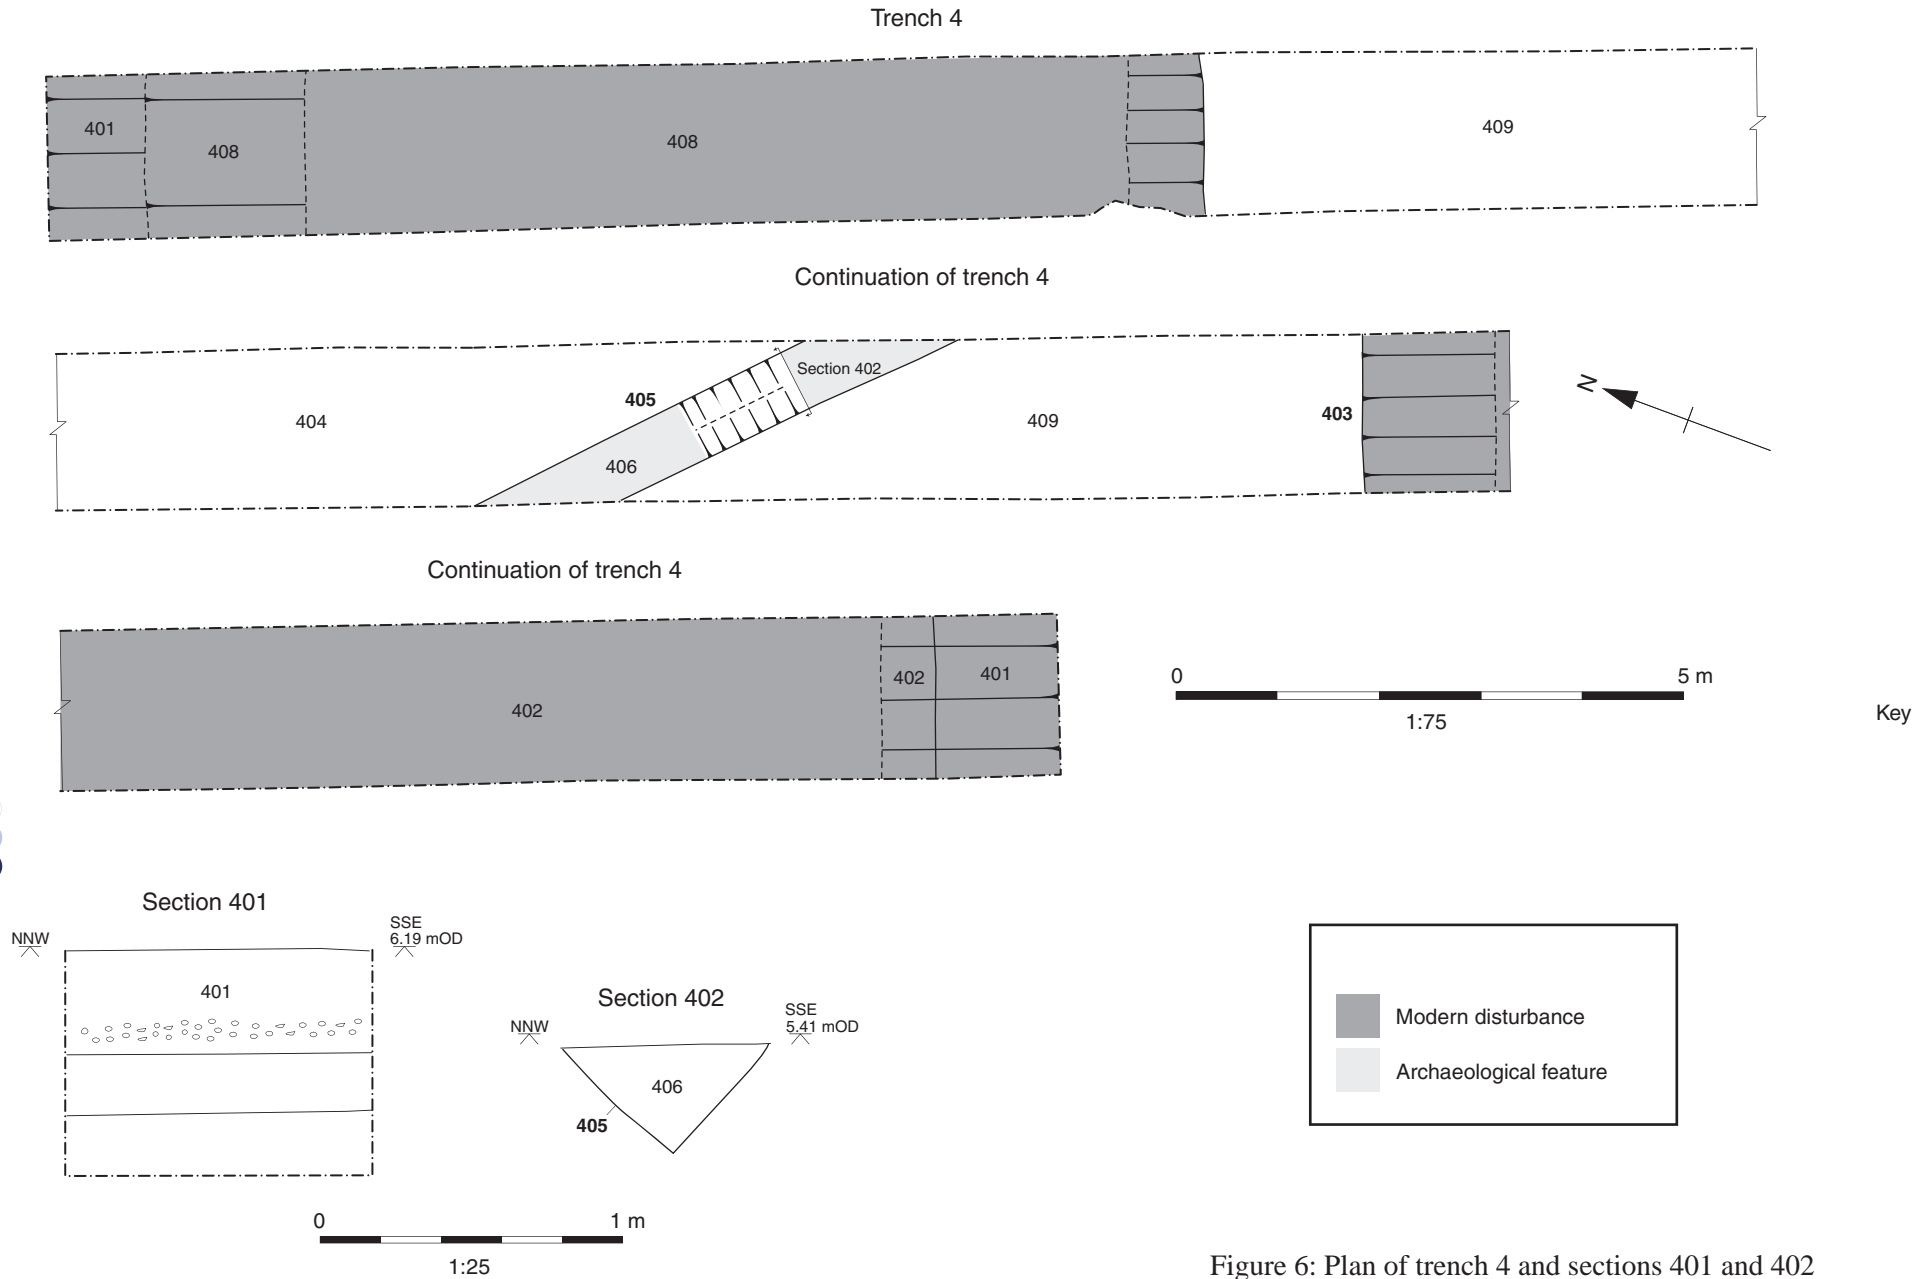 Trench 4
401
408
408
409
Continuation of trench 4
404
405
406
Section 402
409
403
N
Continuation of trench 4
402
402
401
0 5 m
1:75
Key
Section 401
NNW
SSE
6.19 mOD
401
Section 402
NNW
SSE
5.41 mOD
406
405
Modern disturbance
Archaeological feature
0 1 m
1:25
Figure 6: Plan of trench 4 and sections 401 and 402